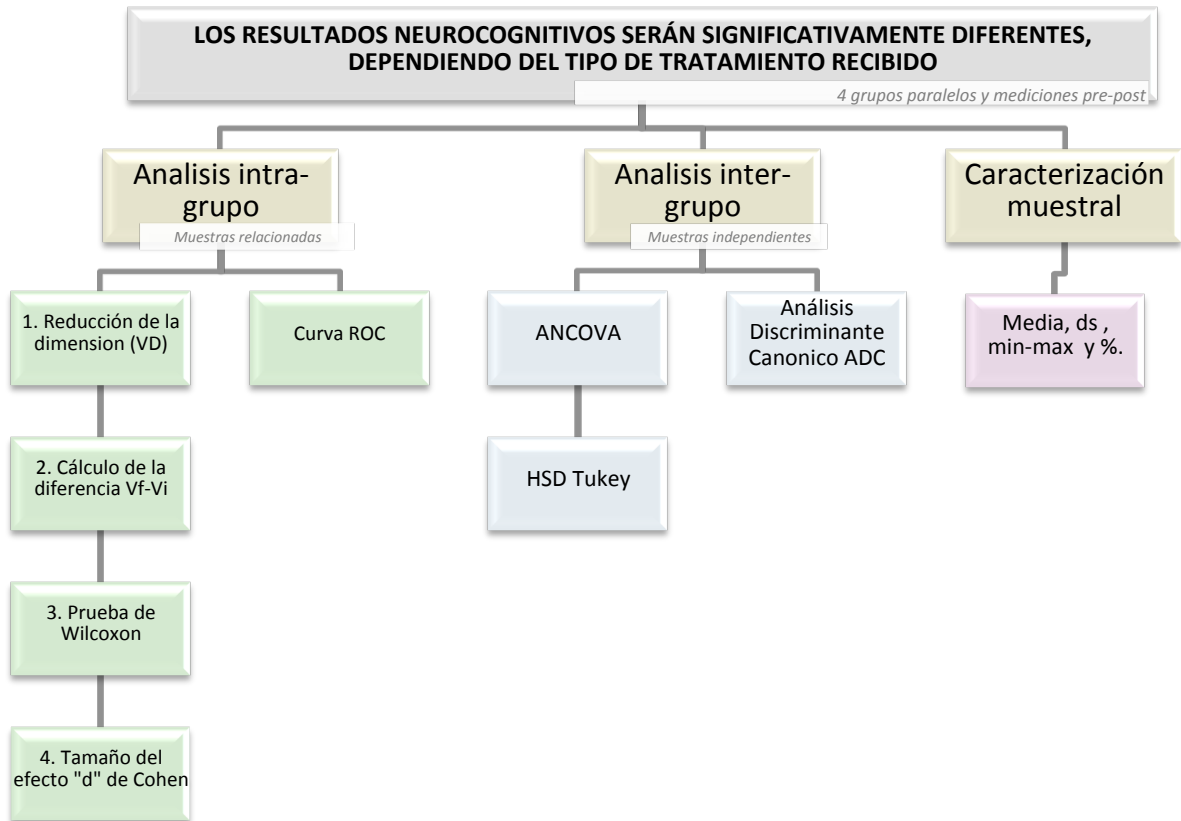 LOS RESULTADOS NEUROCOGNITIVOS SERÁN SIGNIFICATIVAMENTE DIFERENTES,
DEPENDIENDO DEL TIPO DE TRATAMIENTO RECIBIDO
4 grupos paralelos y mediciones pre-post
Analisis intra-
grupo
Muestras relacionadas
Analisis inter-
grupo
Muestras independientes
Caracterización
muestral
1. Reducción de la
dimension (VD)
Curva ROC
ANCOVA
Análisis
Discriminante
Canonico ADC
Media, ds ,
min-max y %.
2. Cálculo de la
diferencia Vf-Vi
HSD Tukey
3. Prueba de
Wilcoxon
4. Tamaño del
efecto "d" de Cohen